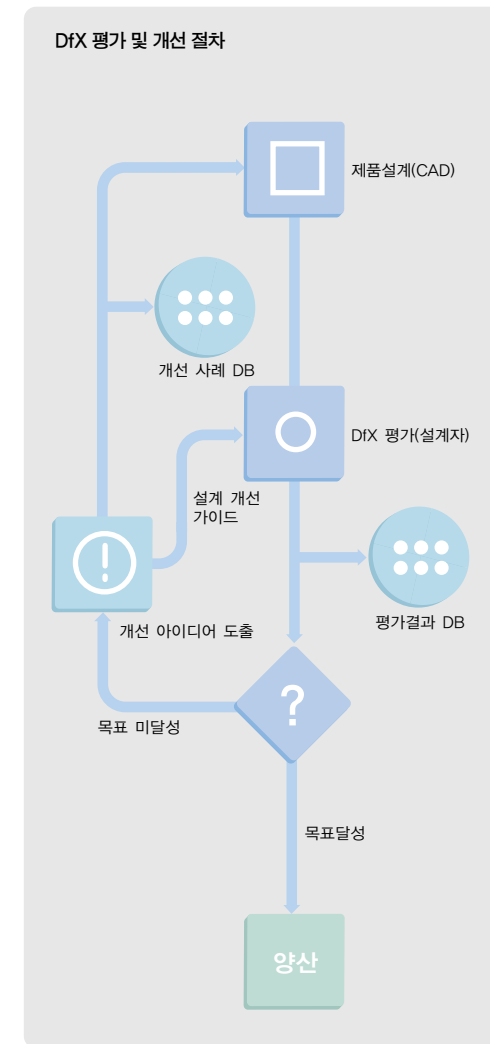 DfX 평가 및 개선 절차
제품설계(CAD)
개선 사례 DB
DfX 평가(설계자)
설계 개선
가이드
평가결과 DB
개선 아이디어 도출
?
목표 미달성
목표달성
양산